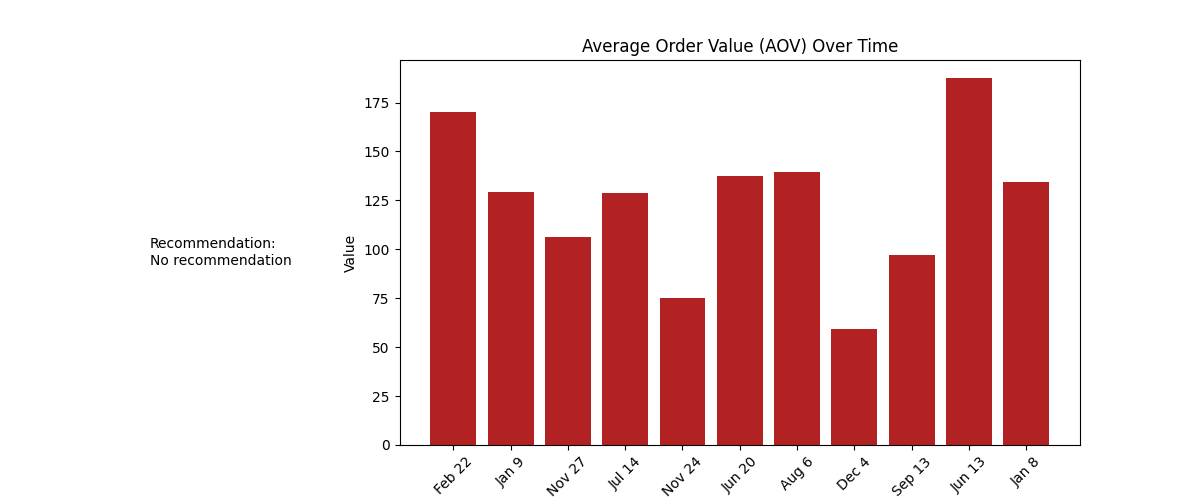 Average Order Value (AOV) Over Time
Recommendation:
No recommendation
Value
175
150
125
100
75
50
25
0
Feb 22
Jan 9
Nov 27
Jul 14
Nov 24
Jun 20
Aug 6
Dec 4
Sep 13
Jun 13
Jan 8